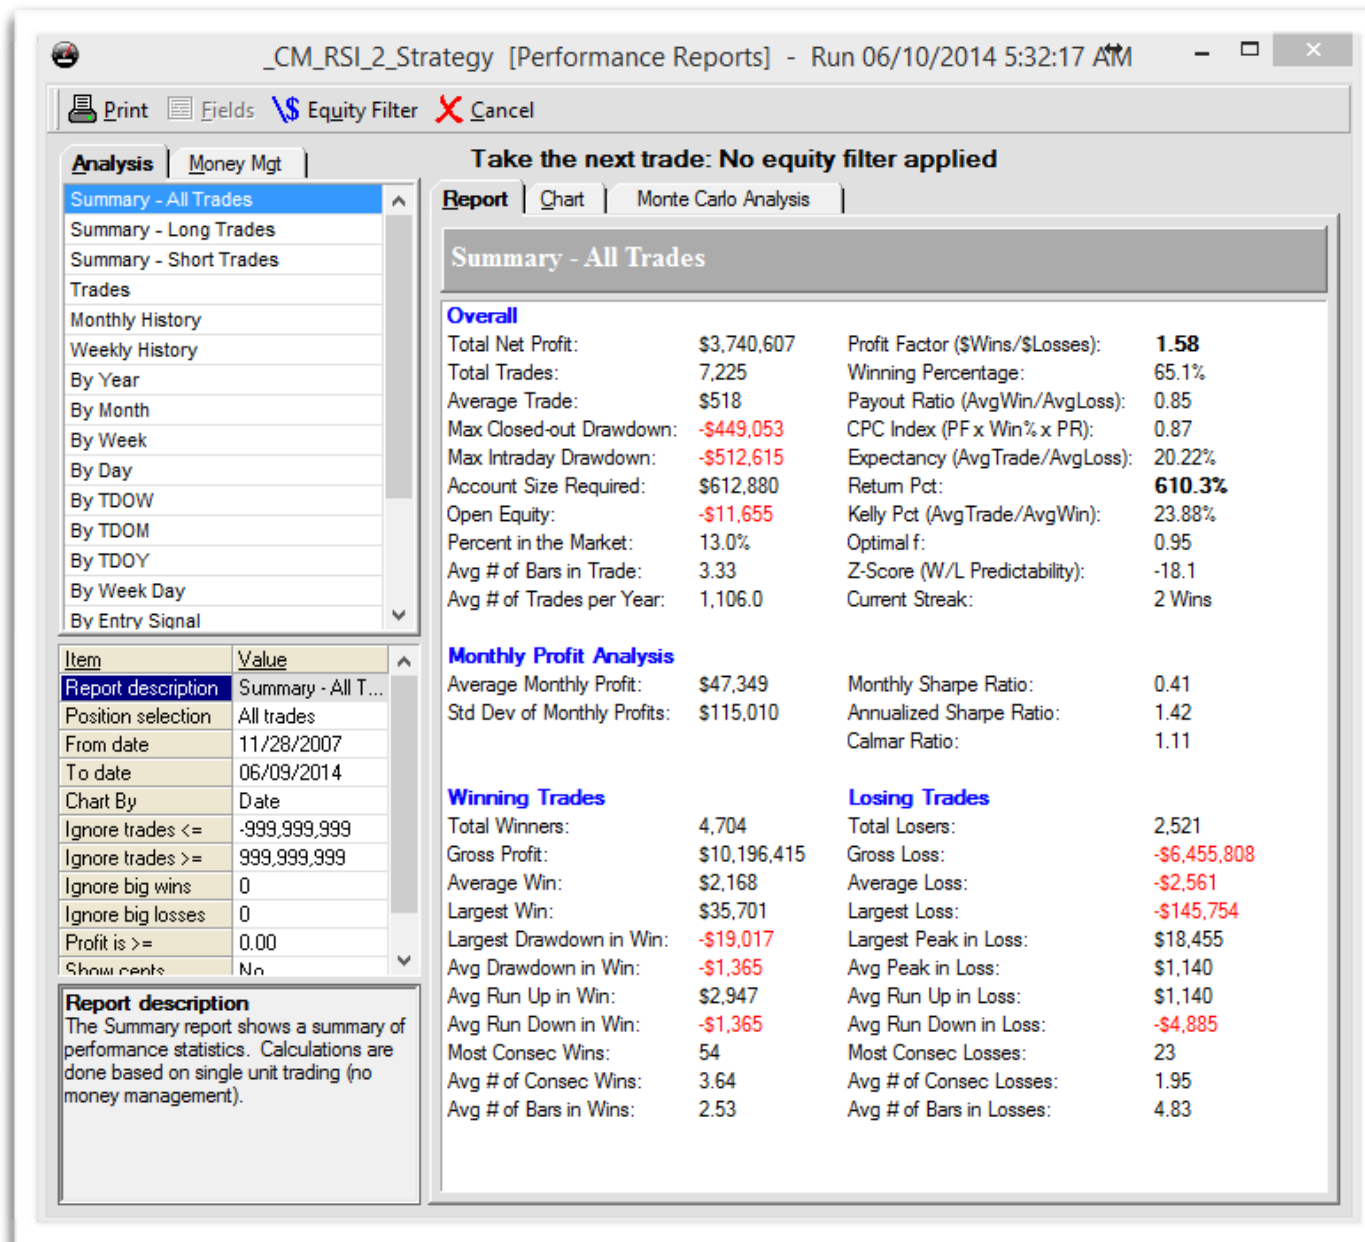 _CM_RSI_2_Strategy [Performance Reports] - Run 06/10/2014 5:32:17 AM
Print Fields \$ Equity Filter Cancel
Analysis Money Mgt
Take the next trade: No equity filter applied
Summary - All Trades
Summary - Long Trades
Summary - Short Trades
Trades
Monthly History
Weekly History
By Year
By Month
By Week
By Day
By TDOW
By TDOM
By TDOY
By Week Day
By Entry Signal
Item Value
Report description Summary - All T...
Position selection All trades
From date 11/28/2007
To date 06/09/2014
Chart By Date
Ignore trades <= -999,999,999
Ignore trades >= 999,999,999
Ignore big wins 0
Ignore big losses 0
Profit is >= 0.00
Show cents No
Report description
The Summary report shows a summary of
performance statistics. Calculations are
done based on single unit trading (no
money management).
Report Chart Monte Carlo Analysis
Summary - All Trades
Overall
Total Net Profit: $3,740,607 Profit Factor ($Wins/$Losses): 1.58
Total Trades: 7,225 Winning Percentage: 65.1%
Average Trade: $518 Payout Ratio (AvgWin/AvgLoss): 0.85
Max Closed-out Drawdown: -$449,053 CPC Index (PF x Win% x PR): 0.87
Max Intraday Drawdown: -$512,615 Expectancy (AvgTrade/AvgLoss): 20.22%
Account Size Required: $612,880 Return Pct: 610.3%
Open Equity: -$11,655 Kelly Pct (AvgTrade/AvgWin): 23.88%
Percent in the Market: 13.0% Optimal f: 0.95
Avg # of Bars in Trade: 3.33 Z-Score (W/L Predictability): -18.1
Avg # of Trades per Year: 1,106.0 Current Streak: 2 Wins
Monthly Profit Analysis
Average Monthly Profit: $47,349 Monthly Sharpe Ratio: 0.41
Std Dev of Monthly Profits: $115,010 Annualized Sharpe Ratio: 1.42
Calmar Ratio: 1.11
Winning Trades Losing Trades
Total Winners: 4,704 Total Losers: 2,521
Gross Profit: $10,196,415 Gross Loss: -$6,455,808
Average Win: $2,168 Average Loss: -$2,561
Largest Win: $35,701 Largest Loss: -$145,754
Largest Drawdown in Win: -$19,017 Largest Peak in Loss: $18,455
Avg Drawdown in Win: -$1,365 Avg Peak in Loss: $1,140
Avg Run Up in Win: $2,947 Avg Run Up in Loss: $1,140
Avg Run Down in Win: -$1,365 Avg Run Down in Loss: -$4,885
Most Consec Wins: 54 Most Consec Losses: 23
Avg # of Consec Wins: 3.64 Avg # of Consec Losses: 1.95
Avg # of Bars in Wins: 2.53 Avg # of Bars in Losses: 4.83